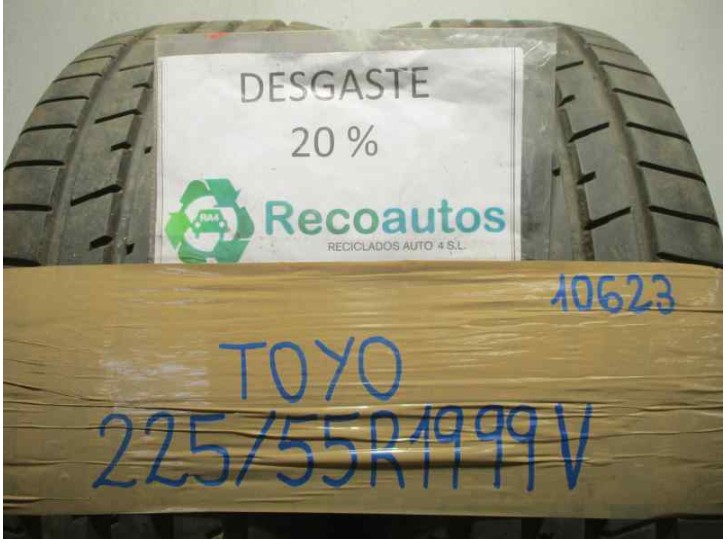 DESGASTE
20 %
RA4
Recoautos
RECICLADOS AUTO 4 S.L.
10623
TOYO
225/55R1999V